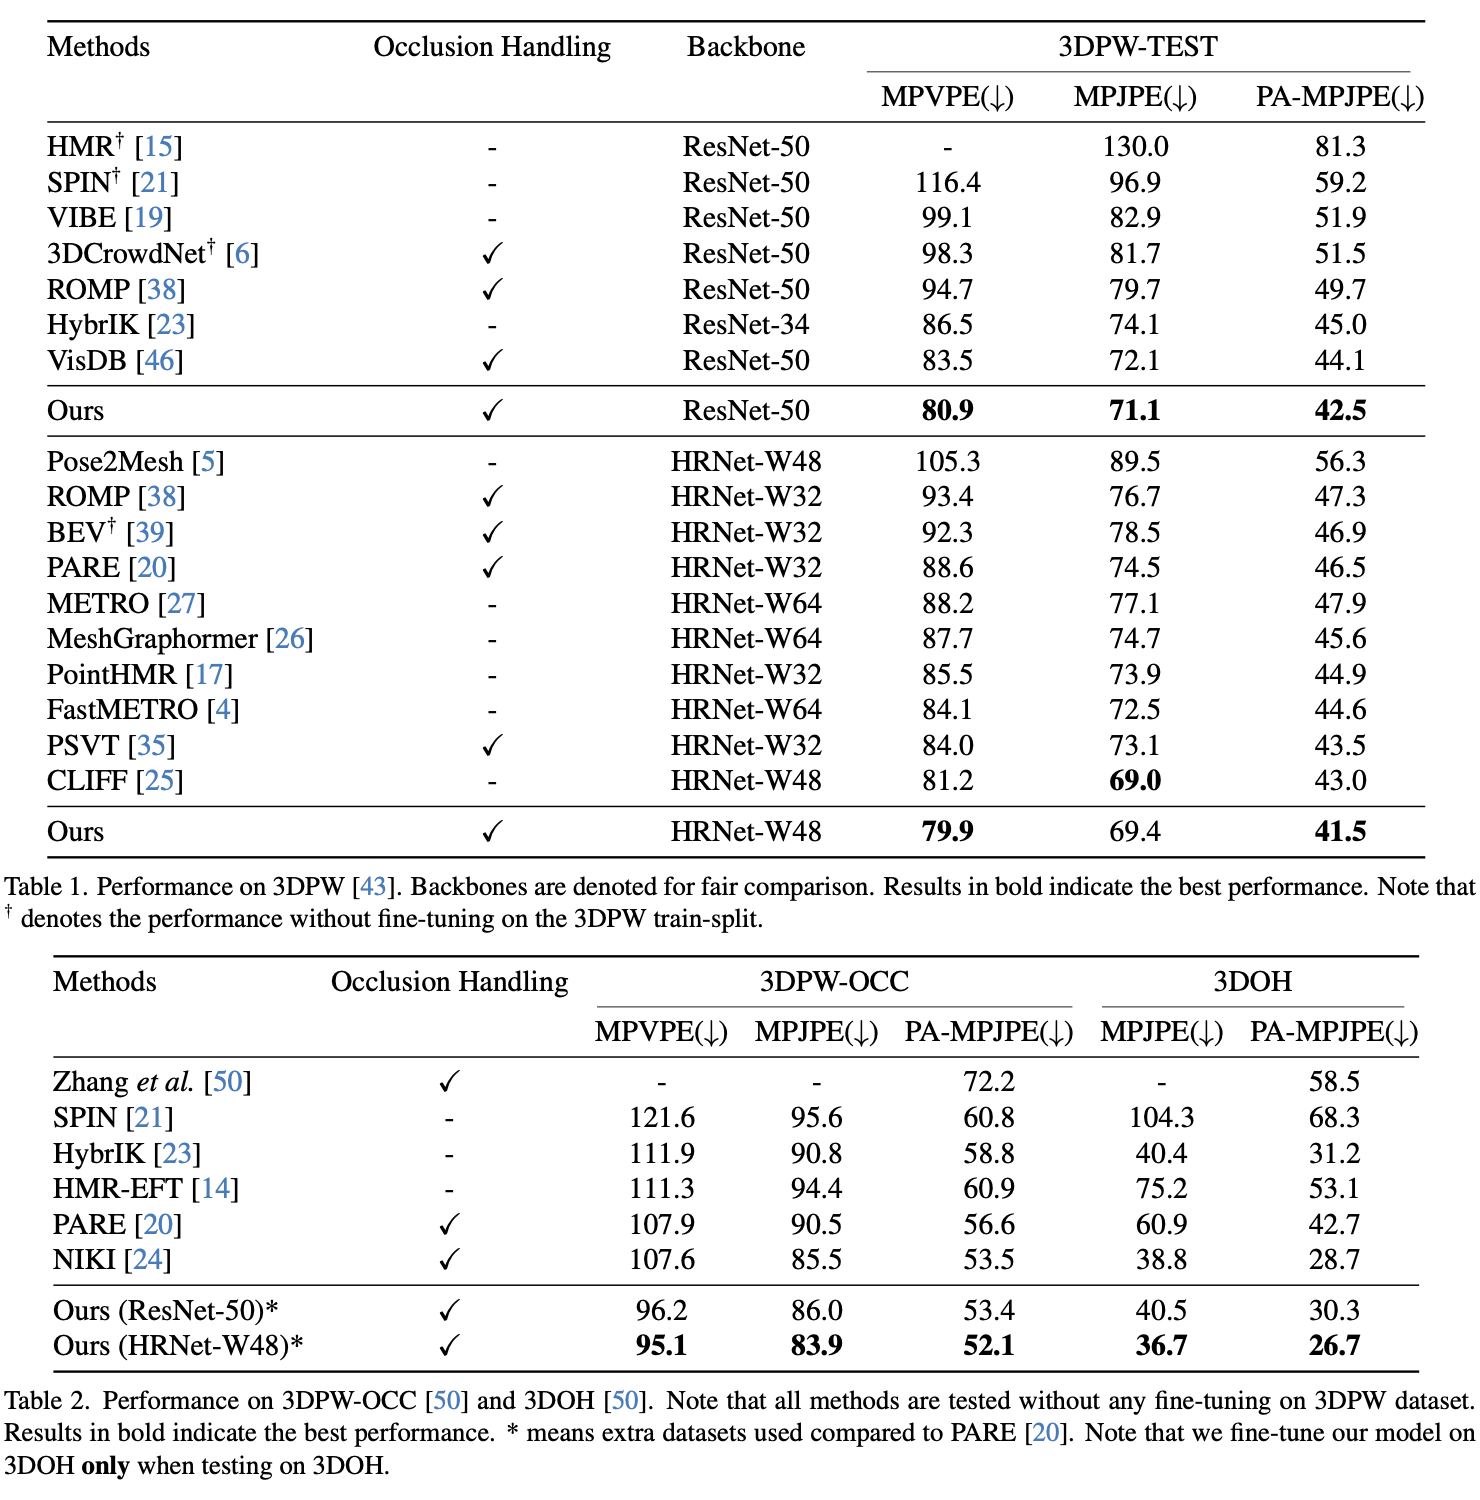 Methods Occlusion Handling Backbone 3DPW-TEST
MPVPE(↓) MPJPE(↓) PA-MPJPE(↓)
HMR† [15] - ResNet-50 - 130.0 81.3
SPIN† [21] - ResNet-50 116.4 96.9 59.2
VIBE [19] - ResNet-50 99.1 82.9 51.9
3DCrowdNet† [6] ✓ ResNet-50 98.3 81.7 51.5
ROMP [38] ✓ ResNet-50 94.7 79.7 49.7
HybrIK [23] - ResNet-34 86.5 74.1 45.0
VisDB [46] ✓ ResNet-50 83.5 72.1 44.1
Ours ✓ ResNet-50 80.9 71.1 42.5
Pose2Mesh [5] - HRNet-W48 105.3 89.5 56.3
ROMP [38] ✓ HRNet-W32 93.4 76.7 47.3
BEV† [39] ✓ HRNet-W32 92.3 78.5 46.9
PARE [20] ✓ HRNet-W32 88.6 74.5 46.5
METRO [27] - HRNet-W64 88.2 77.1 47.9
MeshGraphormer [26] - HRNet-W64 87.7 74.7 45.6
PointHMR [17] - HRNet-W32 85.5 73.9 44.9
FastMETRO [4] - HRNet-W64 84.1 72.5 44.6
PSVT [35] ✓ HRNet-W32 84.0 73.1 43.5
CLIFF [25] - HRNet-W48 81.2 69.0 43.0
Ours ✓ HRNet-W48 79.9 69.4 41.5
Table 1. Performance on 3DPW [43]. Backbones are denoted for fair comparison. Results in bold indicate the best performance. Note that
† denotes the performance without fine-tuning on the 3DPW train-split.
Methods Occlusion Handling 3DPW-OCC 3DOH
MPVPE(↓) MPJPE(↓) PA-MPJPE(↓) MPJPE(↓) PA-MPJPE(↓)
Zhang et al. [50] ✓ - - 72.2 - 58.5
SPIN [21] - 121.6 95.6 60.8 104.3 68.3
HybrIK [23] - 111.9 90.8 58.8 40.4 31.2
HMR-EFT [14] - 111.3 94.4 60.9 75.2 53.1
PARE [20] ✓ 107.9 90.5 56.6 60.9 42.7
NIKI [24] ✓ 107.6 85.5 53.5 38.8 28.7
Ours (ResNet-50)* ✓ 96.2 86.0 53.4 40.5 30.3
Ours (HRNet-W48)* ✓ 95.1 83.9 52.1 36.7 26.7
Table 2. Performance on 3DPW-OCC [50] and 3DOH [50]. Note that all methods are tested without any fine-tuning on 3DPW dataset.
Results in bold indicate the best performance. * means extra datasets used compared to PARE [20]. Note that we fine-tune our model on
3DOH only when testing on 3DOH.